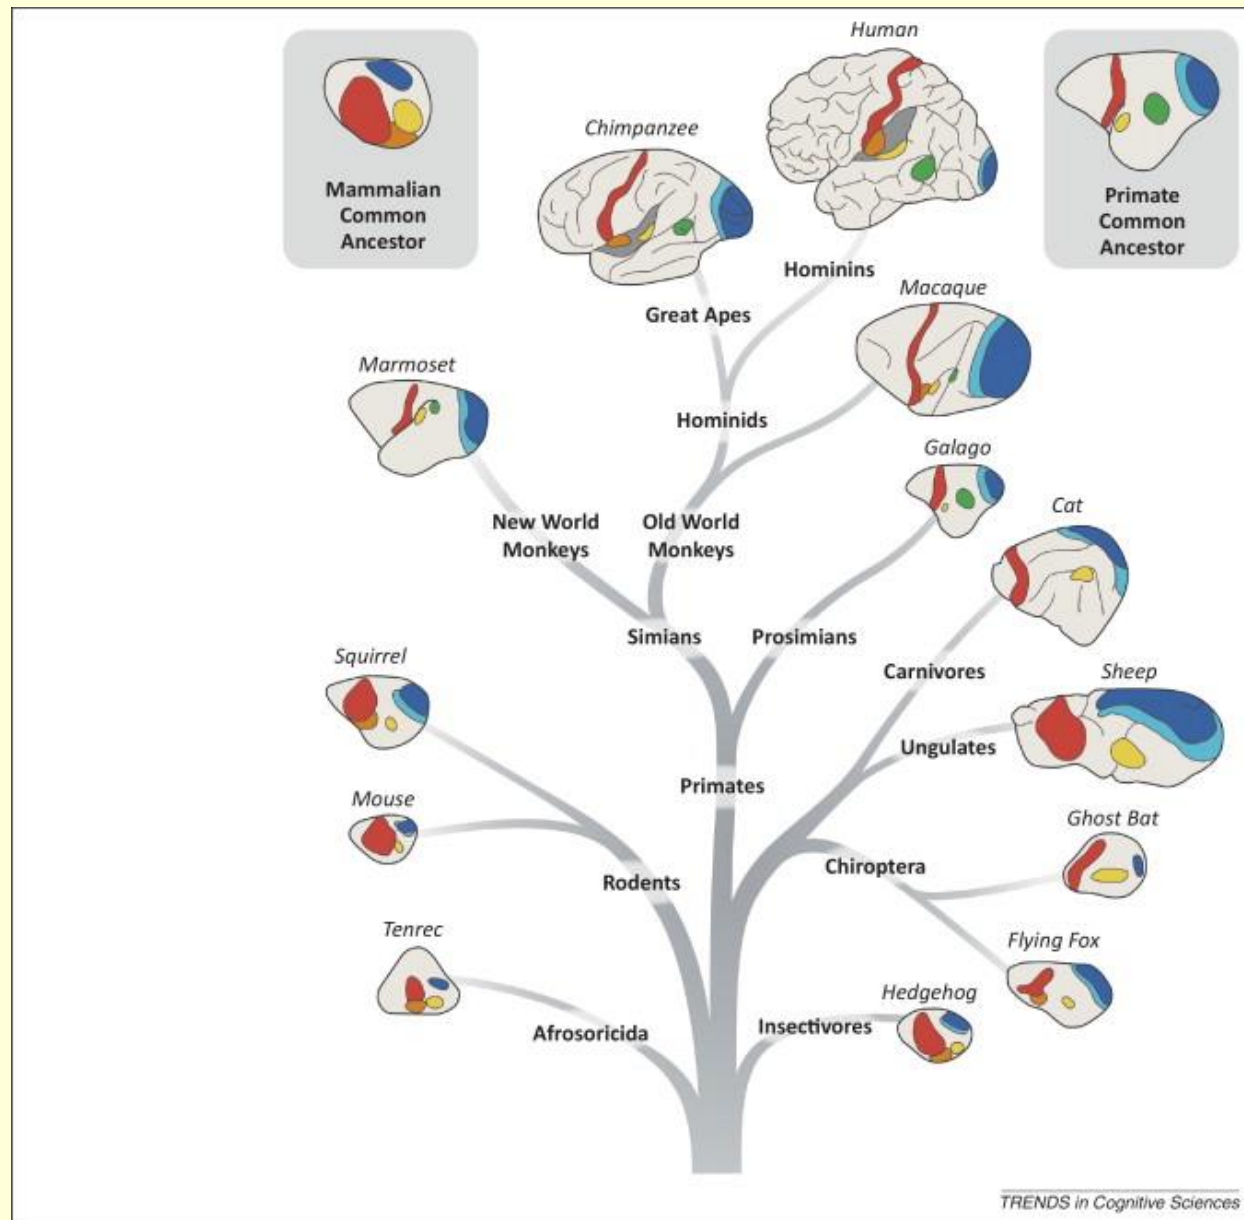 Human
Mammalian
Common
Ancestor
Chimpanzee
Primate
Common
Ancestor
Hominins
Great Apes
Macaque
Marmoset
Hominids
Galago
New World
Monkeys
Old World
Monkeys
Cat
Simians
Prosimians
Squirrel
Carnivores
Sheep
Ungulates
Primates
Mouse
Ghost Bat
Chiroptera
Rodents
Tenrec
Flying Fox
Hedgehog
Afrosoricida
Insectivores
TRENDS in Cognitive Sciences